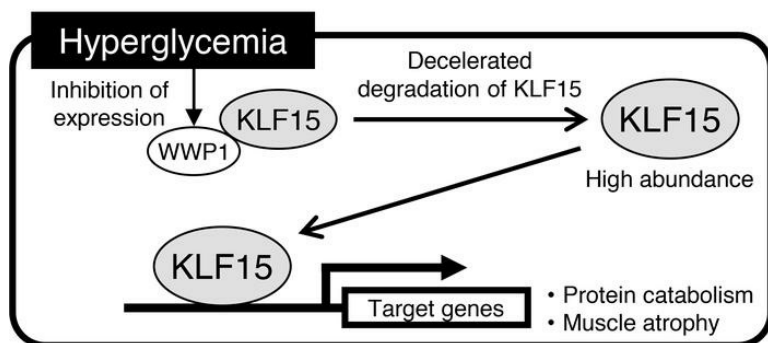 Hyperglycemia
Inhibition of
expression
WWP1
KLF15
Decelerated
degradation of KLF15
KLF15
High abundance
KLF15
Target genes
• Protein catabolism
• Muscle atrophy